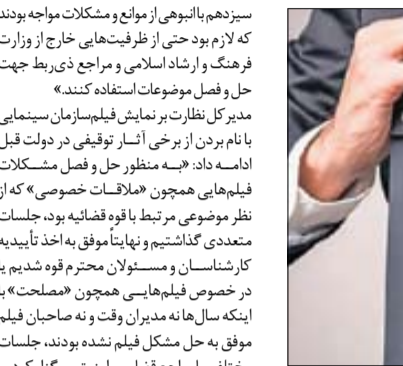 سیزدهم با انبوهی از موانع و مشکلات مواجه بودند
که لازم بود حتی از ظرفیت‌هایی خارج از وزارت
فرهنگ و ارشاد اسلامی و مراجع ذی‌ربط جهت
حل و فصل موضوعات استفاده کنند.»
مدیر کل نظارت بر نمایش فیلم سازمان سینمایی
با نام بردن از برخی آثار توقیفی در دولت قبل
ادامه داد: «به منظور حل و فصل مشکلات
فیلم‌هایی همچون «ملاقات خصوصی» که از
نظر موضوعی مرتبط با قوه قضائیه بود، جلسات
متعددی گذاشتیم و نهایتاً موفق به اخذ تأییدیه
کارشناسان و مسئولان محترم قوه شدیم یا
در خصوص فیلم‌هایی همچون «مصلحت» با
اینکه سال‌ها نه مدیران وقت و نه صاحبان فیلم
موفق به حل مشکل فیلم نشده بودند، جلسات